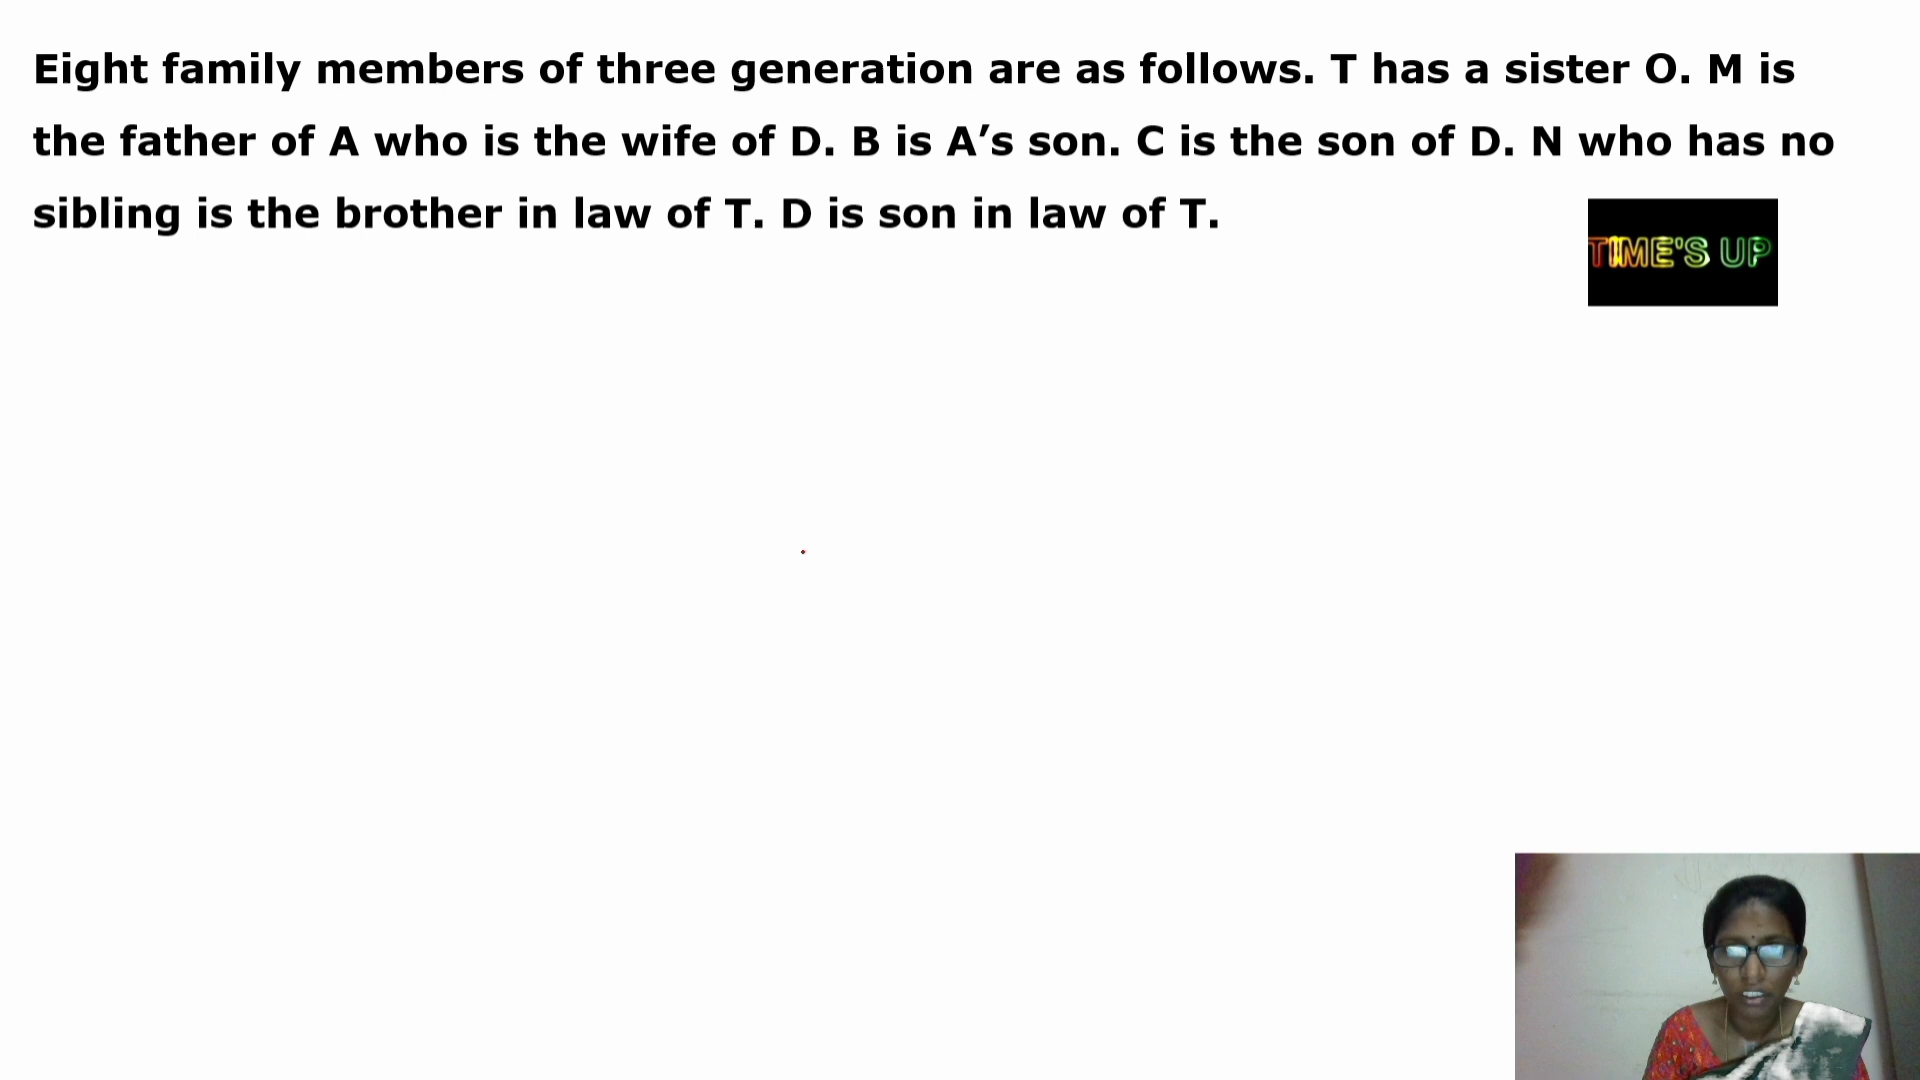 Eight family members of three generation are as follows. T has a sister O. M is
the father of A who is the wife of D. B is A’s son. C is the son of D. N who has no
sibling is the brother in law of T. D is son in law of T.
TIME'S UP